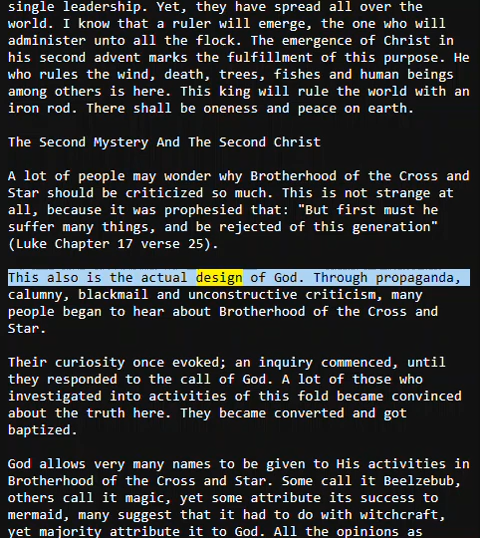 single leadership. Yet, they have spread all over the
world. I know that a ruler will emerge, the one who will
administer unto all the flock. The emergence of Christ in
his second advent marks the fulfillment of this purpose. He
who rules the wind, death, trees, fishes and human beings
among others is here. This king will rule the world with an
iron rod. There shall be oneness and peace on earth.
The Second Mystery And The Second Christ
A lot of people may wonder why Brotherhood of the Cross and
Star should be criticized so much. This is not strange at
all, because it was prophesied that: "But first must he
suffer many things, and be rejected of this generation"
(Luke Chapter 17 verse 25).
This also is the actual design of God. Through propaganda,
calumny, blackmail and unconstructive criticism, many
people began to hear about Brotherhood of the Cross and
Star.
Their curiosity once evoked; an inquiry commenced, until
they responded to the call of God. A lot of those who
investigated into activities of this fold became convinced
about the truth here. They became converted and got
baptized.
God allows very many names to be given to His activities in
Brotherhood of the Cross and Star. Some call it Beelzebub,
others call it magic, yet some attribute its success to
mermaid, many suggest that it had to do with witchcraft,
yet majority attribute it to God. All the opinions as